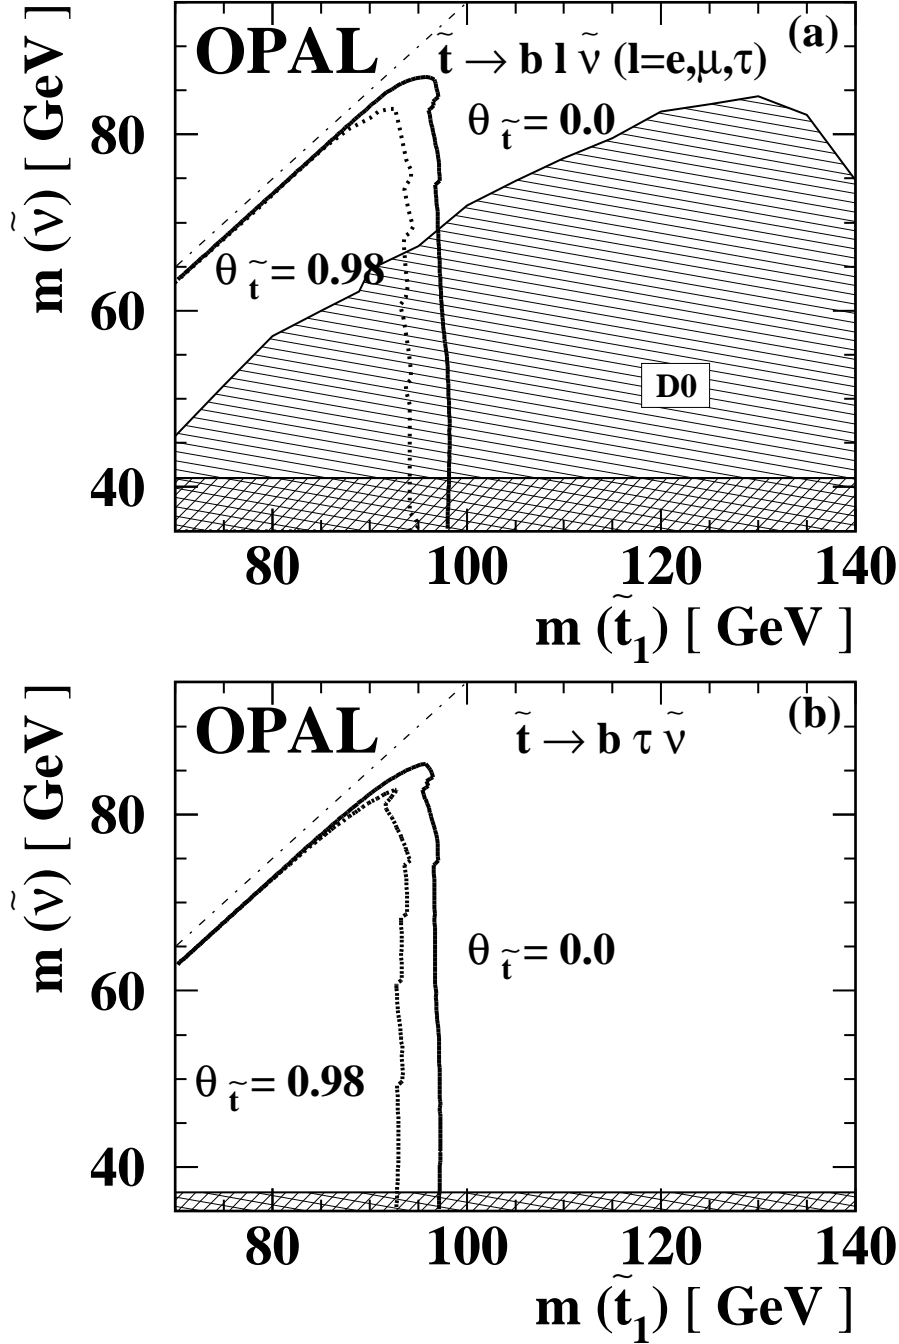 OPAL
t̃ → b l ν̃ (l=e,μ,τ)
(a)
θ t̃ = 0.0
θ t̃ = 0.98
D0
m (ν̃) [ GeV ]
80
60
40
80 100 120 140
m (t̃1) [ GeV ]
OPAL
t̃ → b τ ν̃
(b)
θ t̃ = 0.0
θ t̃ = 0.98
m (ν̃) [ GeV ]
80
60
40
80 100 120 140
m (t̃1) [ GeV ]